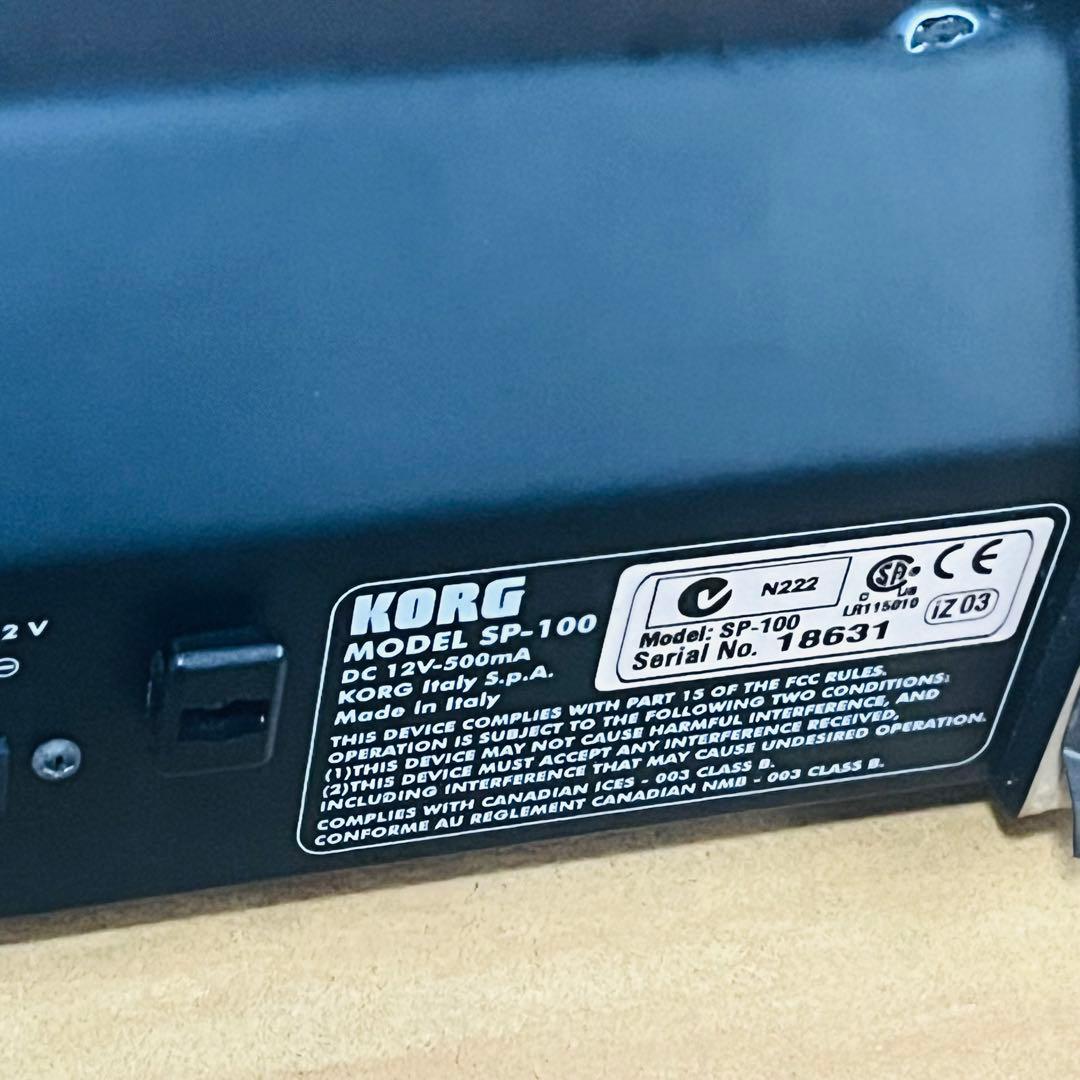 2 V
KORG
MODEL SP-100
DC 12V-500mA
KORG Italy S.p.A.
Made in Italy
N222
SA
LR115010
CE
iZ 03
Model: SP-100
Serial No. 18631
THIS DEVICE COMPLIES WITH PART 15 OF THE FCC RULES.
OPERATION IS SUBJECT TO THE FOLLOWING TWO CONDITIONS:
(1)THIS DEVICE MAY NOT CAUSE HARMFUL INTERFERENCE, AND
(2)THIS DEVICE MUST ACCEPT ANY INTERFERENCE RECEIVED,
INCLUDING INTERFERENCE THAT MAY CAUSE UNDESIRED OPERATION.
COMPLIES WITH CANADIAN ICES - 003 CLASS B.
CONFORME AU REGLEMENT CANADIAN NMB - 003 CLASS B.